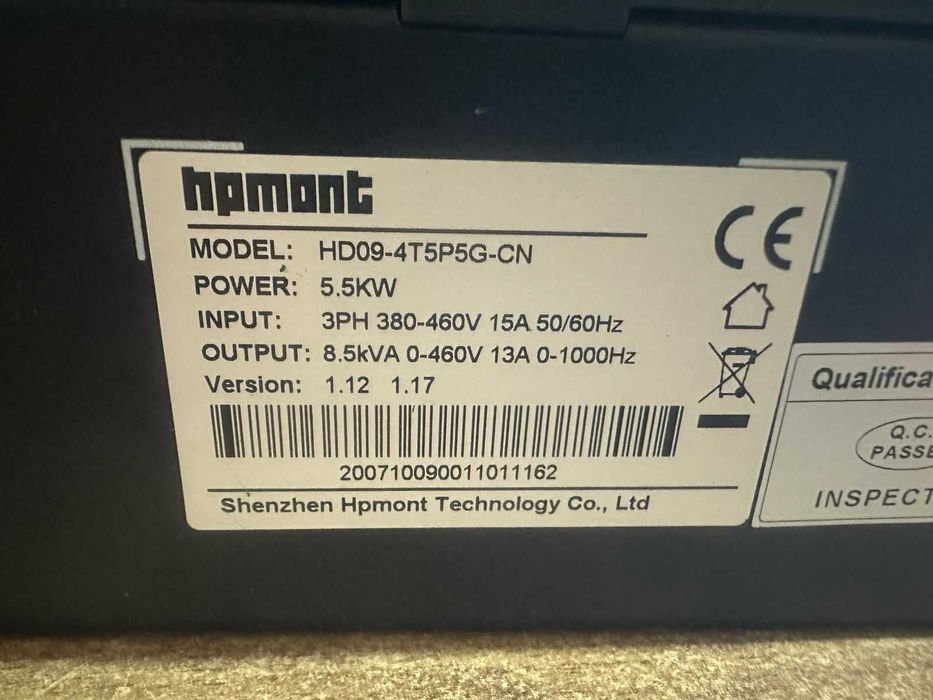 hpmont
MODEL: HD09-4T5P5G-CN
POWER: 5.5KW
INPUT: 3PH 380-460V 15A 50/60Hz
OUTPUT: 8.5kVA 0-460V 13A 0-1000Hz
Version: 1.12 1.17
200710090011011162
Shenzhen Hpmont Technology Co., Ltd
CE
Qualifica
Q.C.
PASSE
INSPECT